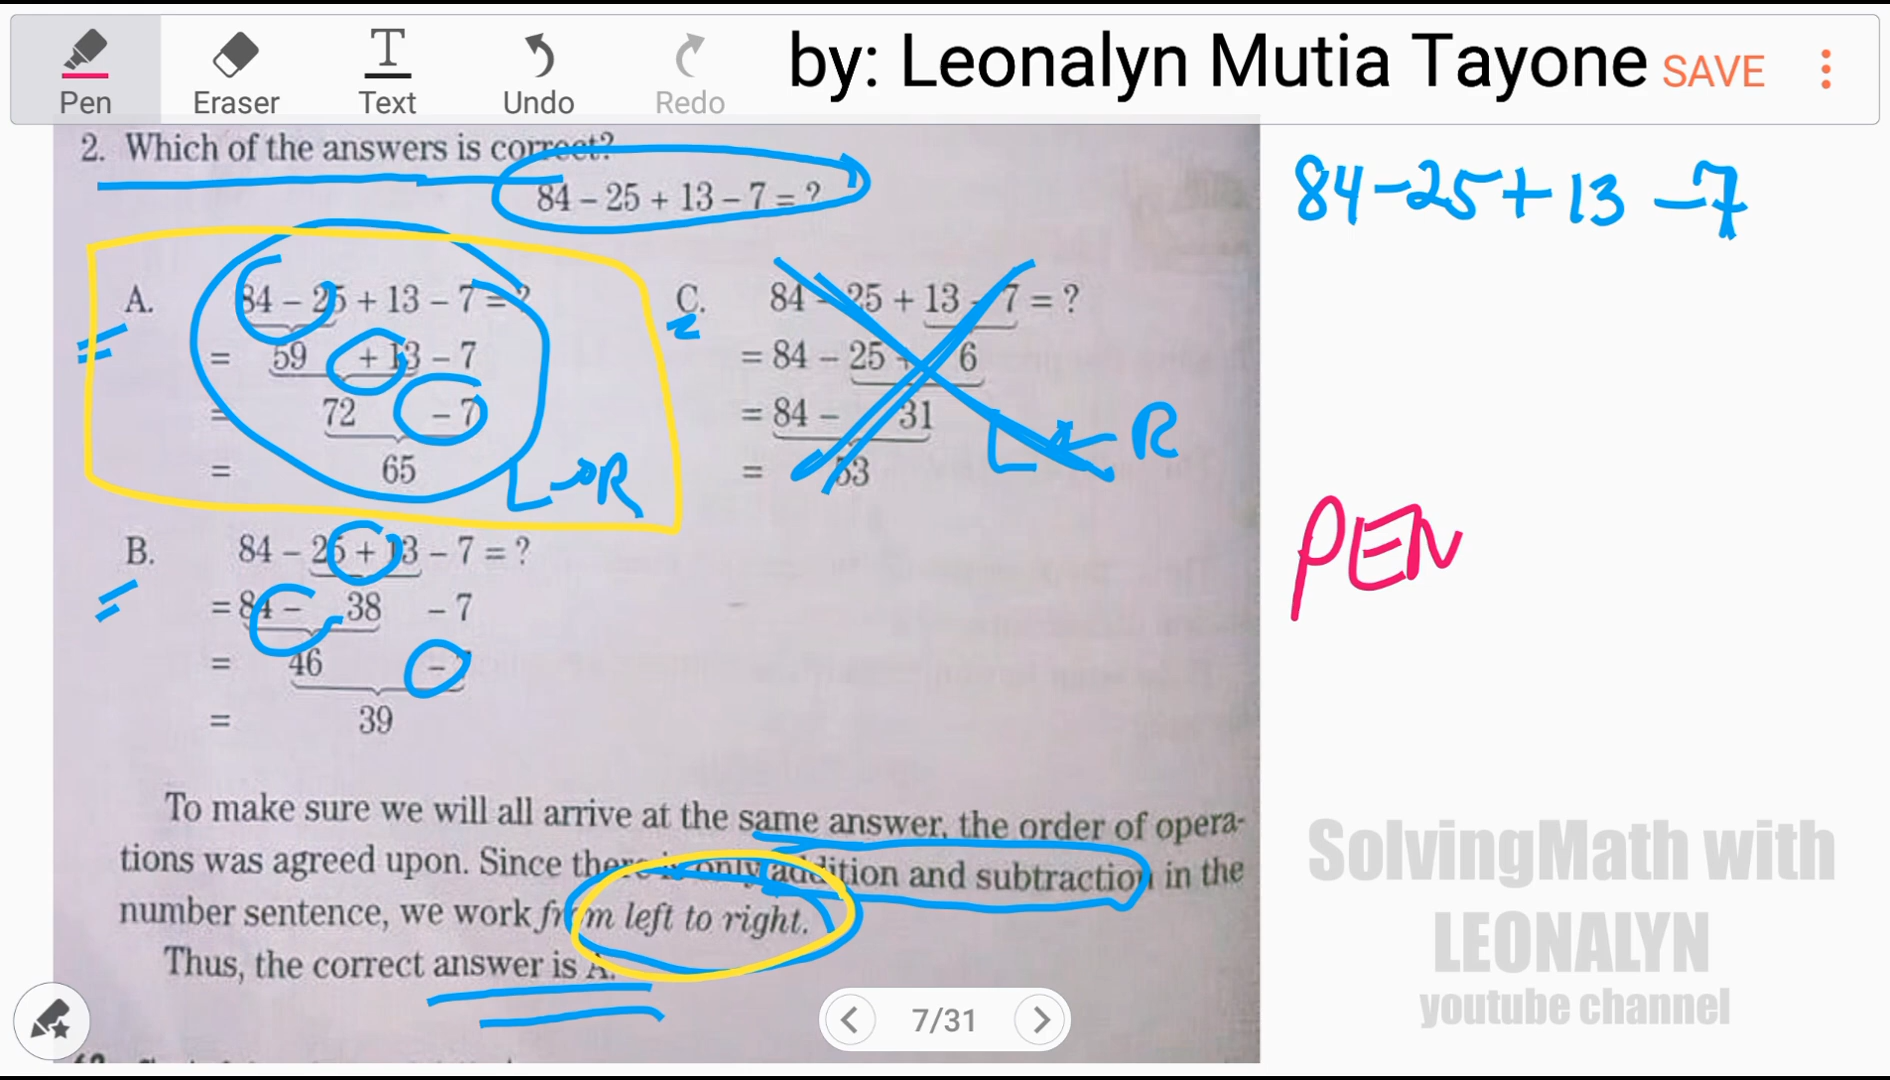 Pen Eraser Text Undo Redo by: Leonalyn Mutia Tayone SAVE
2. Which of the answers is correct?
84 – 25 + 13 – 7 = ?
84-25+13-7
A. 84 – 25 + 13 – 7 = ?
= 59 + 13 – 7
= 72 – 7
= 65
L→R
C. 84 – 25 + 13 – 7 = ?
= 84 – 25 + 6
= 84 – 31
= 53
L←R
B. 84 – 25 + 13 – 7 = ?
= 84 – 38 – 7
= 46 – 7
= 39
PEN
To make sure we will all arrive at the same answer, the order of opera-
tions was agreed upon. Since there is only addition and subtraction in the
number sentence, we work from left to right.
Thus, the correct answer is A.
7/31
SolvingMath with
LEONALYN
youtube channel